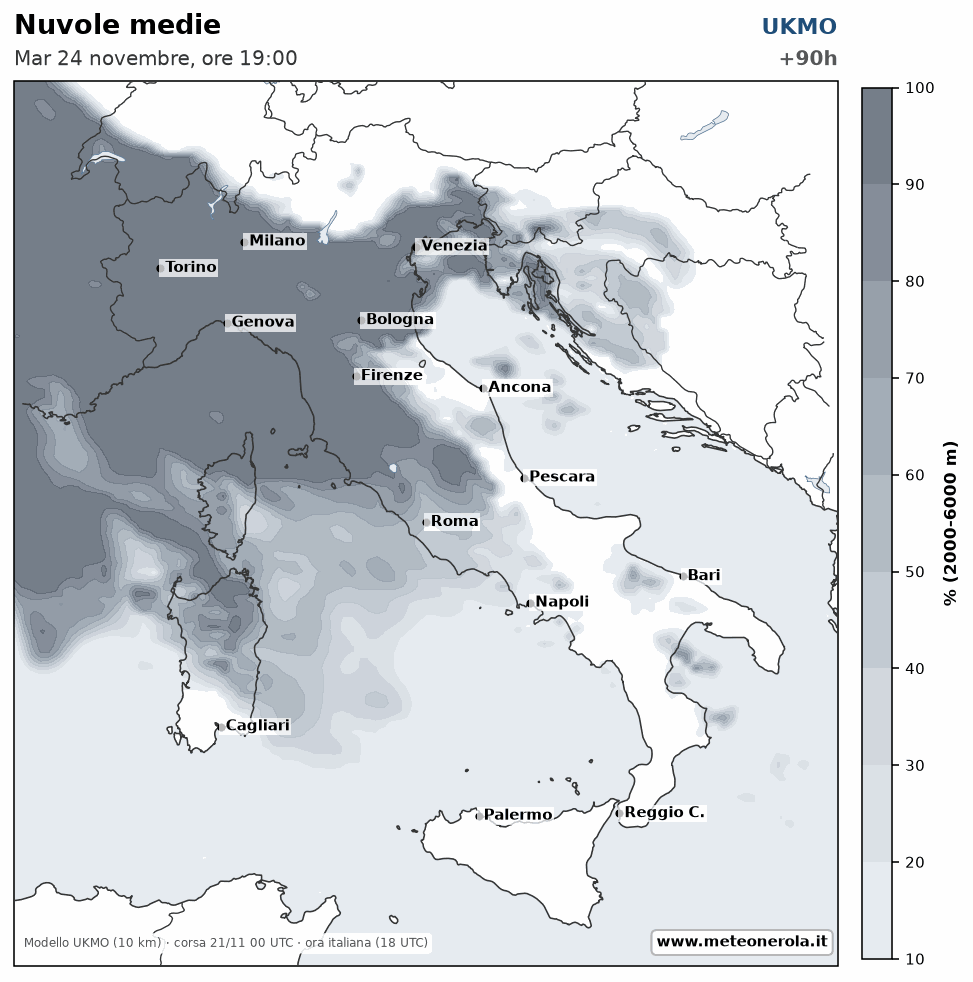 Nuvole medie
UKMO
Mar 24 novembre, ore 19:00
+90h
Milano
Venezia
Torino
Genova
Bologna
Firenze
Ancona
Pescara
Roma
Bari
Napoli
Cagliari
Palermo
Reggio C.
100
90
80
70
60
50
40
30
20
10
% (2000-6000 m)
Modello UKMO (10 km) · corsa 21/11 00 UTC · ora italiana (18 UTC)
www.meteonerola.it